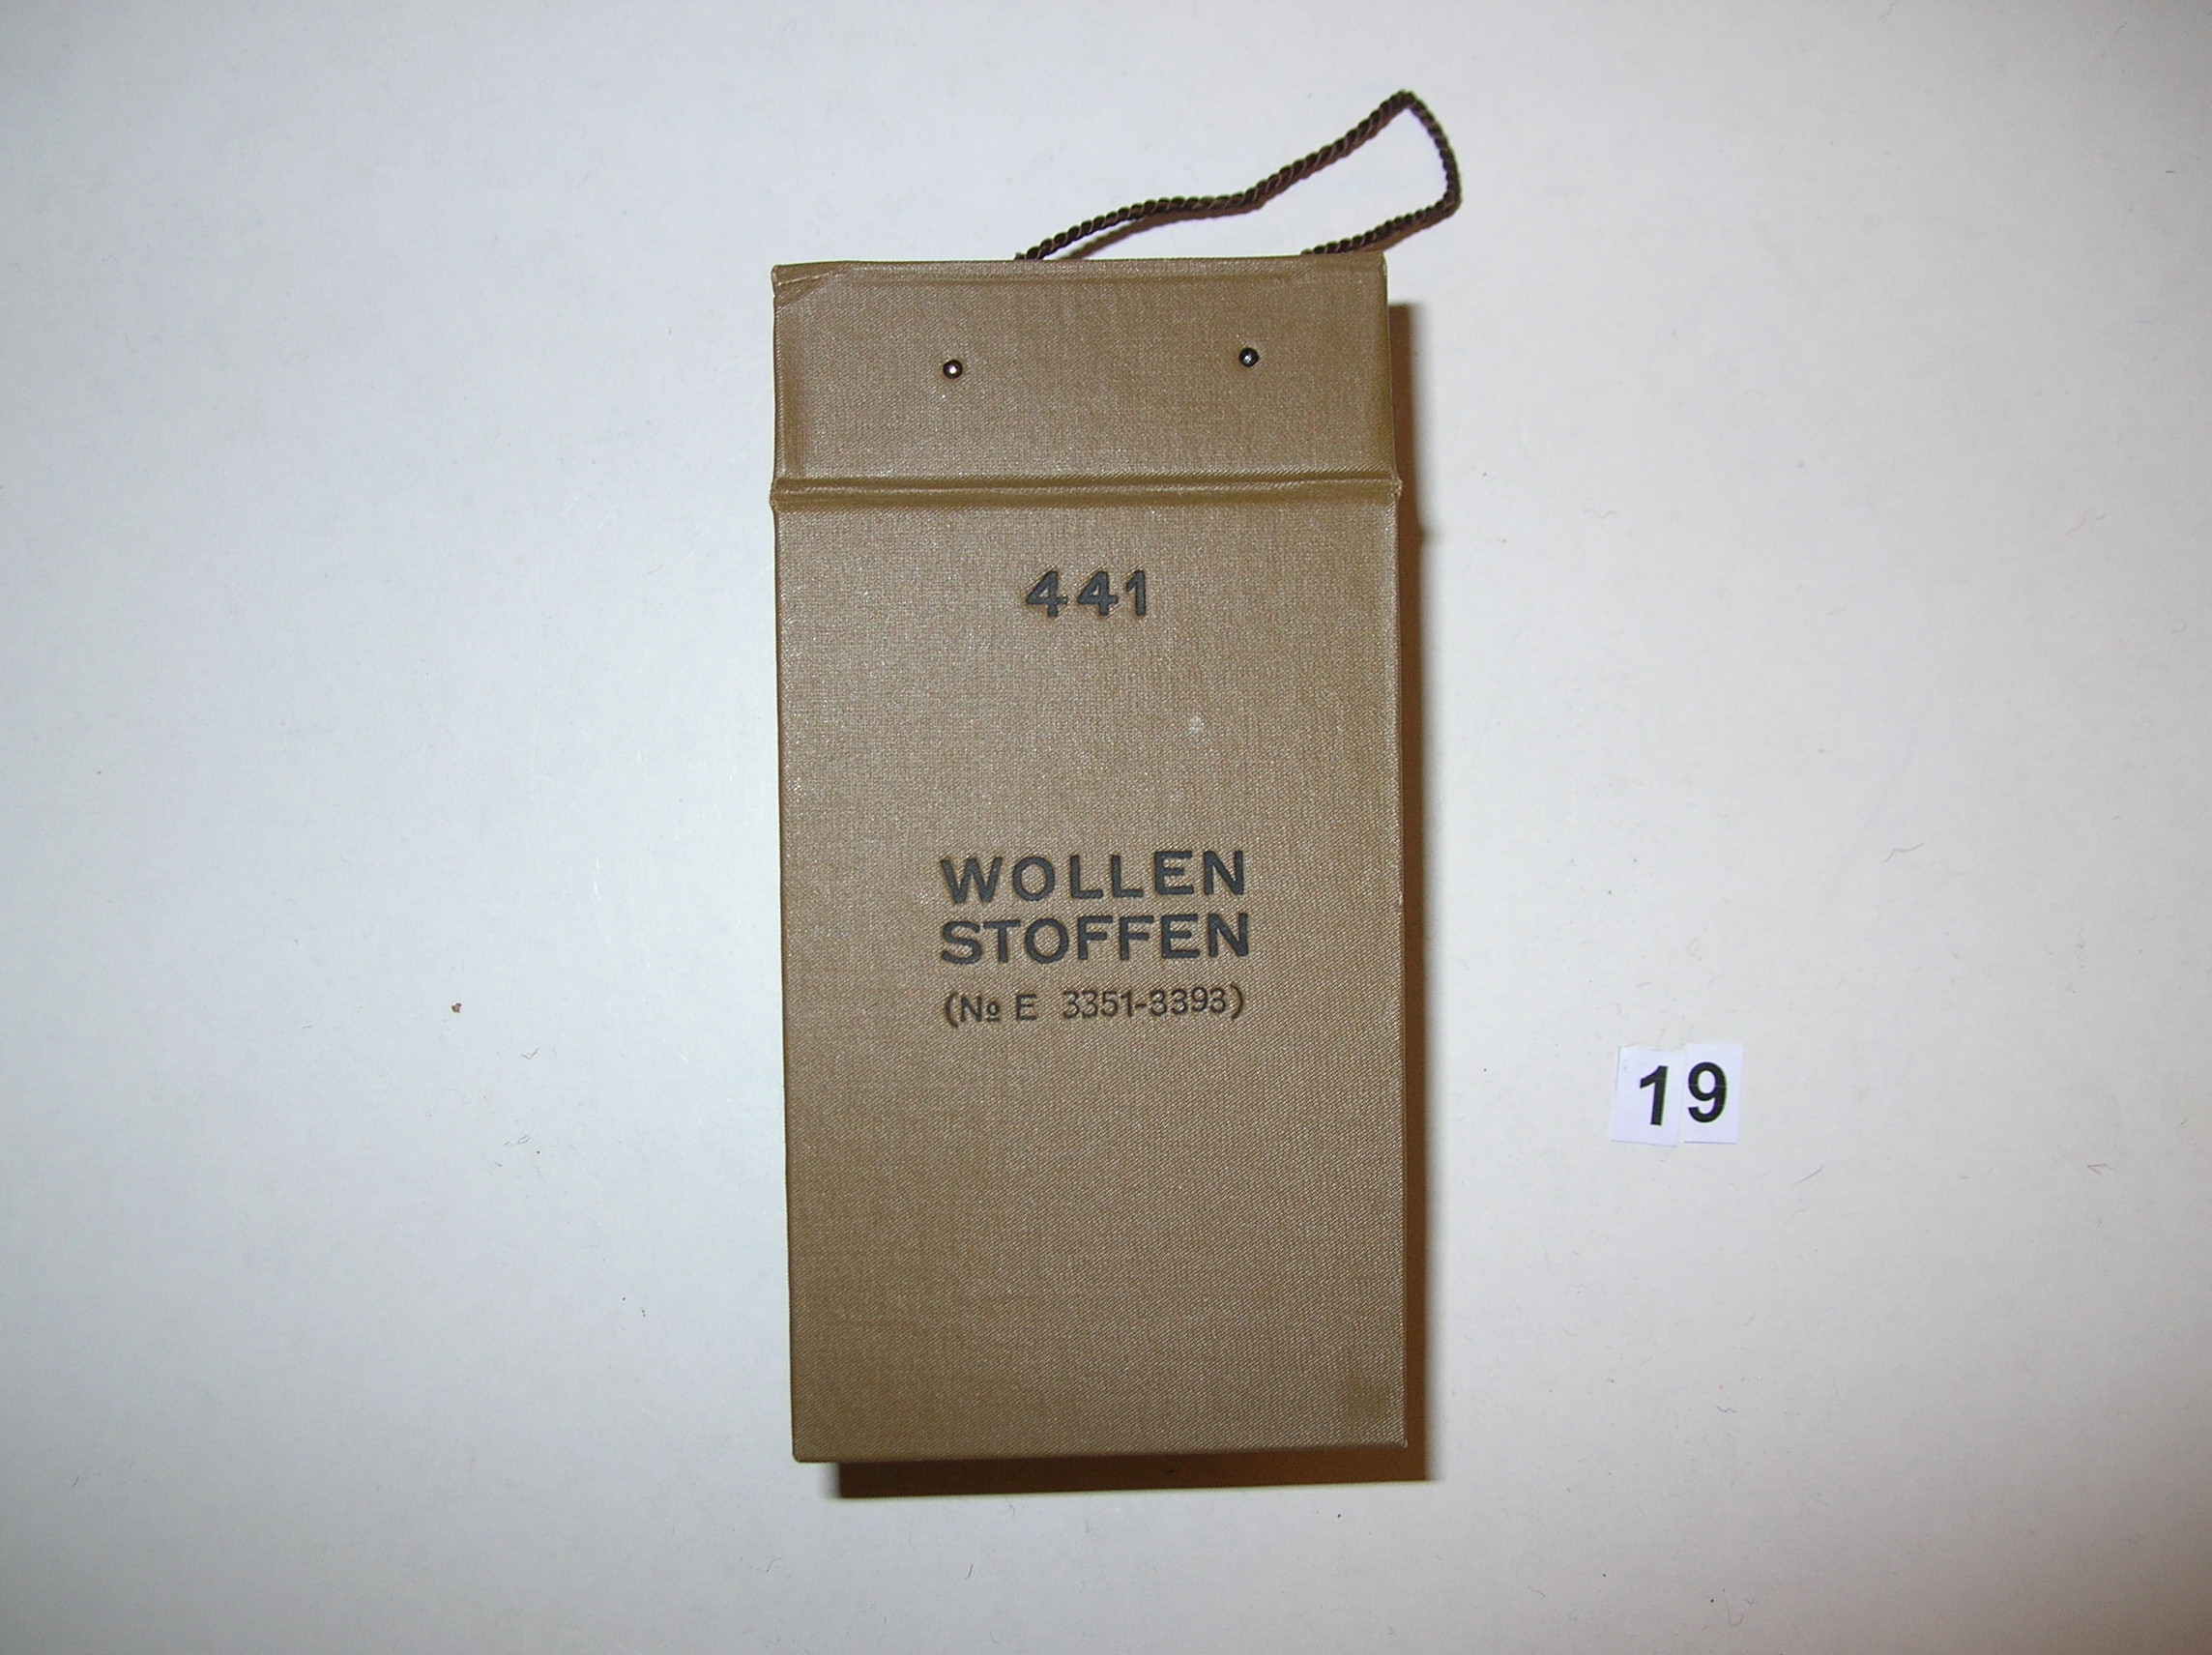 441
WOLLEN
STOFFEN
(№ E 3351-3393)
19